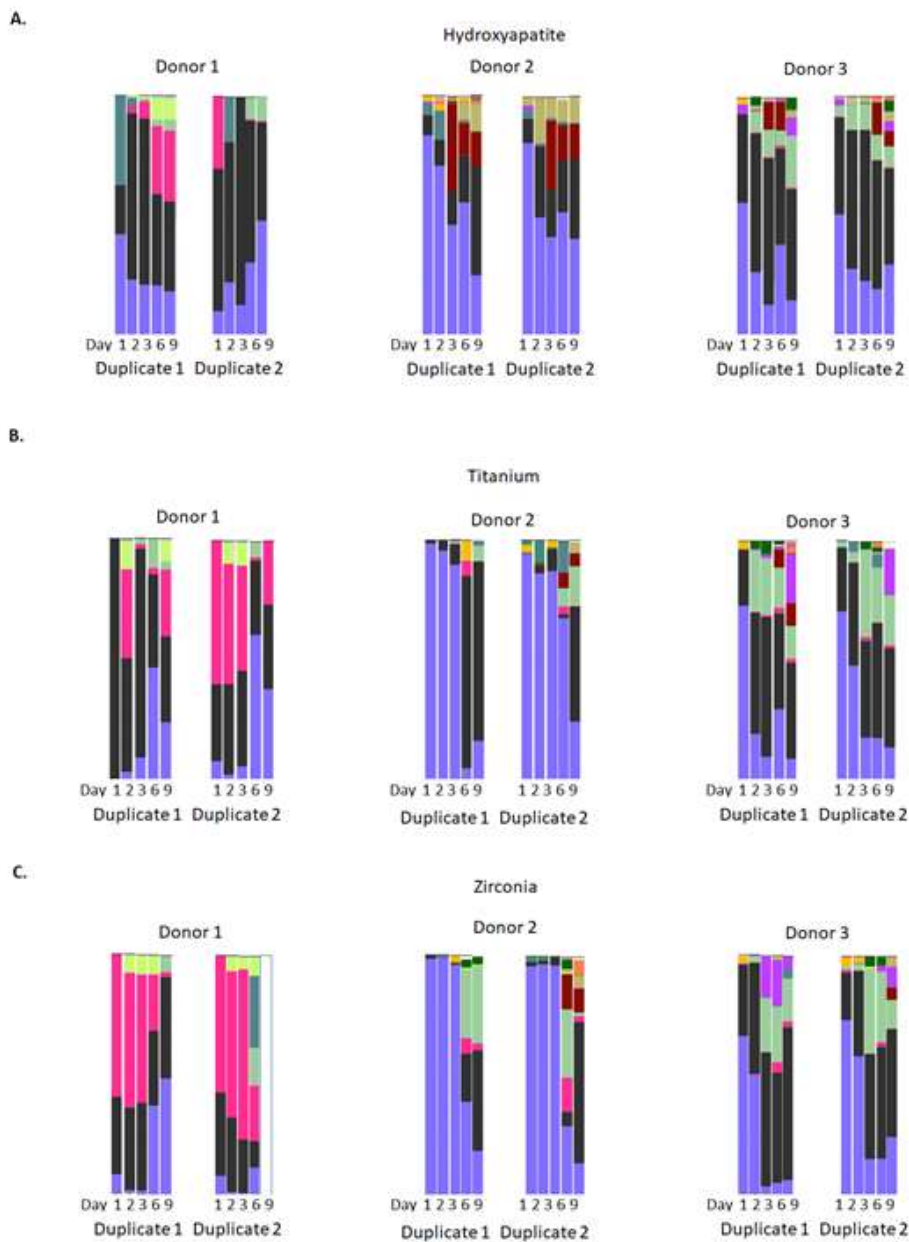 A.
Hydroxyapatite
Donor 1
Donor 2
Donor 3
Day 1 2 3 6 9
1 2 3 6 9
1 2 3 6 9
1 2 3 6 9
Day 1 2 3 6 9
1 2 3 6 9
Duplicate 1
Duplicate 2
Duplicate 1
Duplicate 2
Duplicate 1
Duplicate 2
B.
Titanium
Donor 1
Donor 2
Donor 3
Day 1 2 3 6 9
1 2 3 6 9
1 2 3 6 9
1 2 3 6 9
Day 1 2 3 6 9
1 2 3 6 9
Duplicate 1
Duplicate 2
Duplicate 1
Duplicate 2
Duplicate 1
Duplicate 2
C.
Zirconia
Donor 1
Donor 2
Donor 3
Day 1 2 3 6 9
1 2 3 6 9
1 2 3 6 9
1 2 3 6 9
Day 1 2 3 6 9
1 2 3 6 9
Duplicate 1
Duplicate 2
Duplicate 1
Duplicate 2
Duplicate 1
Duplicate 2